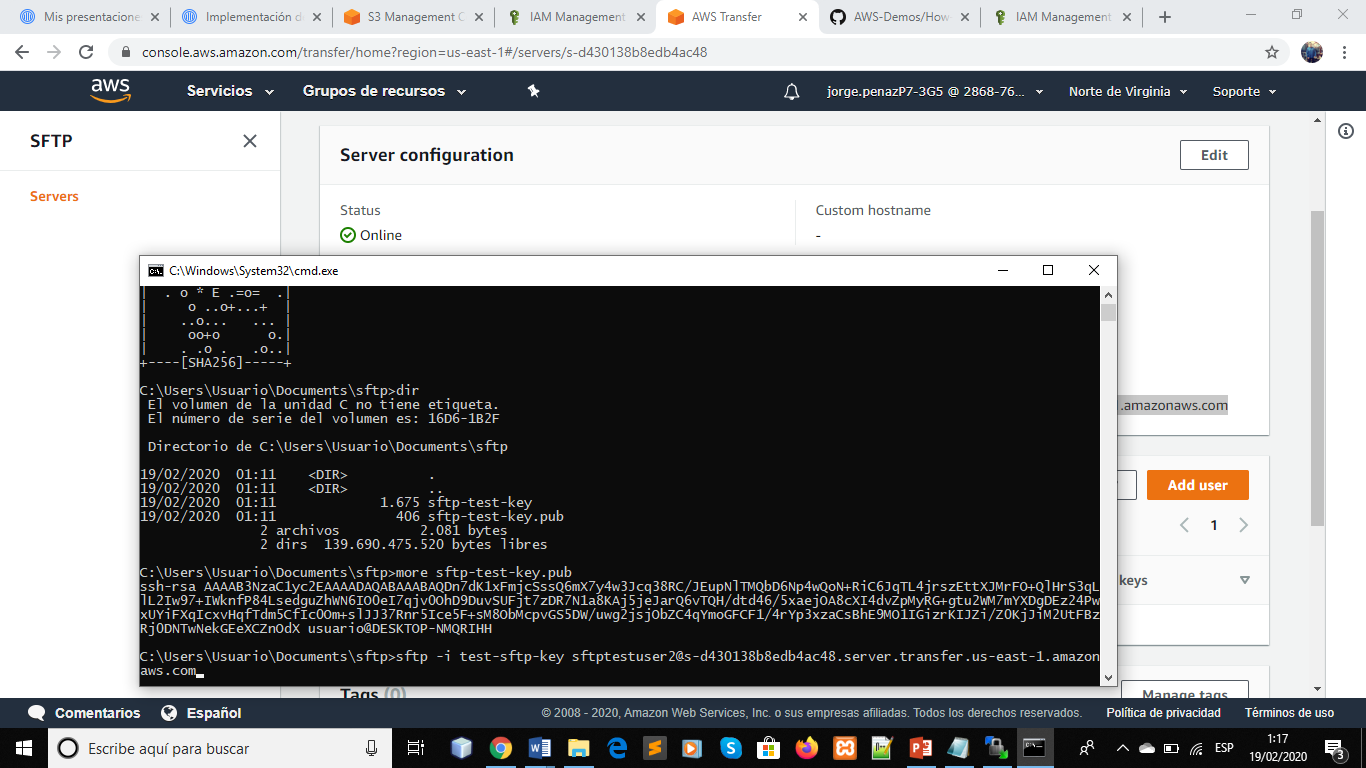 Mis presentacione
Implementación d
S3 Management C
IAM Management
AWS Transfer
AWS-Demos/How
IAM Management
console.aws.amazon.com/transfer/home?region=us-east-1#/servers/s-d430138b8edb4ac48
aws
Servicios
Grupos de recursos
jorge.penazP7-3G5 @ 2868-76...
Norte de Virginia
Soporte
SFTP
Servers
Server configuration
Edit
Status
Online
Custom hostname
-
C:\Windows\System32\cmd.exe
| . o * E .=o= .|
| o ..o+...+ |
| ..o... ... |
| oo+o o.|
| . .o . .o..|
+----[SHA256]-----+
C:\Users\Usuario\Documents\sftp>dir
El volumen de la unidad C no tiene etiqueta.
El número de serie del volumen es: 16D6-1B2F
Directorio de C:\Users\Usuario\Documents\sftp
19/02/2020 01:11 <DIR> .
19/02/2020 01:11 <DIR> ..
19/02/2020 01:11 1.675 sftp-test-key
19/02/2020 01:11 406 sftp-test-key.pub
2 archivos 2.081 bytes
2 dirs 139.690.475.520 bytes libres
C:\Users\Usuario\Documents\sftp>more sftp-test-key.pub
ssh-rsa AAAAB3NzaC1yc2EAAAADAQABAAABAQDn7dK1xFmjcSssQ6mX7y4w3Jcq38RC/JEupNlTMQbD6Np4wQoN+RiC6JqTL4jrszEttXJMrFO+QlHrS3qL
lL2Iw97+IWknfP84LsedguZhWN6IOOeI7qjvOOhD9DuvSUFjt7zDR7N1a8KAj5jeJarQ6vTQH/dtd46/5xaejOA8cXI4dvZpMyRG+gtu2WM7mYXDgDEz24Pw
xUYiFXqIcxvHqfTdm5CfIcOOm+slJJ37Rnr5Ice5F+sM8ObMcpvGS5DW/uwg2jsjObZC4qYmoGFCF1/4rYp3xzaCsBhE9MO1IGizrKIJZi/ZOKjJiM2UtFBz
RjODNTwNekGEeXCZnOdX usuario@DESKTOP-NMQRIHH
C:\Users\Usuario\Documents\sftp>sftp -i test-sftp-key sftptestuser2@s-d430138b8edb4ac48.server.transfer.us-east-1.amazon
aws.com
.amazonaws.com
Add user
1
keys
Tags (0)
Manage tags
Comentarios
Español
© 2008 - 2020, Amazon Web Services, Inc. o sus empresas afiliadas. Todos los derechos reservados.
Política de privacidad
Términos de uso
Escribe aquí para buscar
ESP
1:17
19/02/2020
3